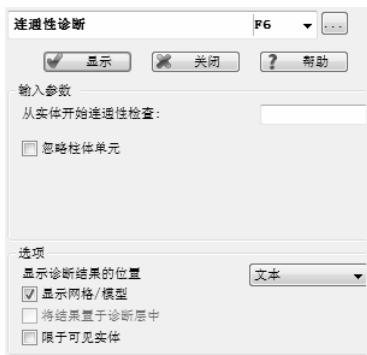 连通性诊断 F6 ...
显示 关闭 ? 帮助
输入参数
从实体开始连通性检查:
忽略柱体单元
选项
显示诊断结果的位置 文本
显示网格/模型
将结果置于诊断层中
限于可见实体